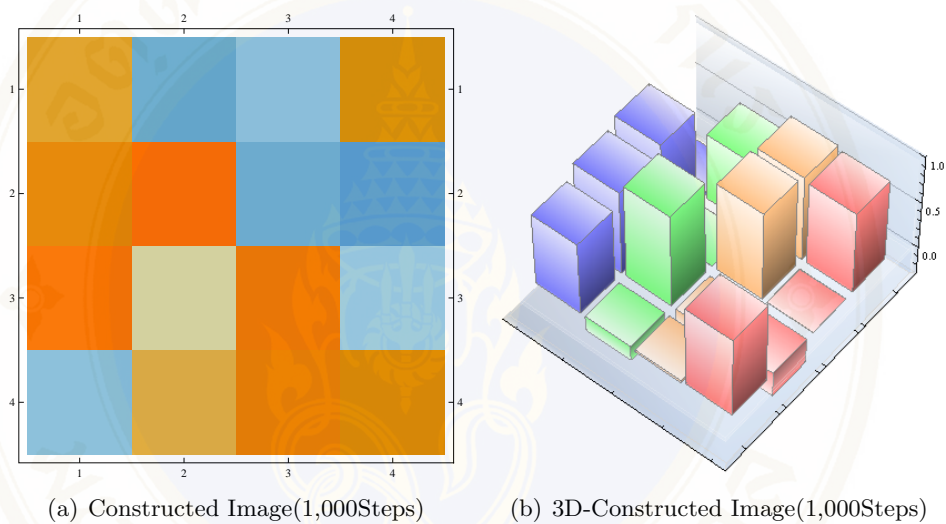 1 2 3 4
1 1
2 2
3 3
4 4
1 2 3 4
1.0
0.5
0.0
(a) Constructed Image(1,000Steps)
(b) 3D-Constructed Image(1,000Steps)